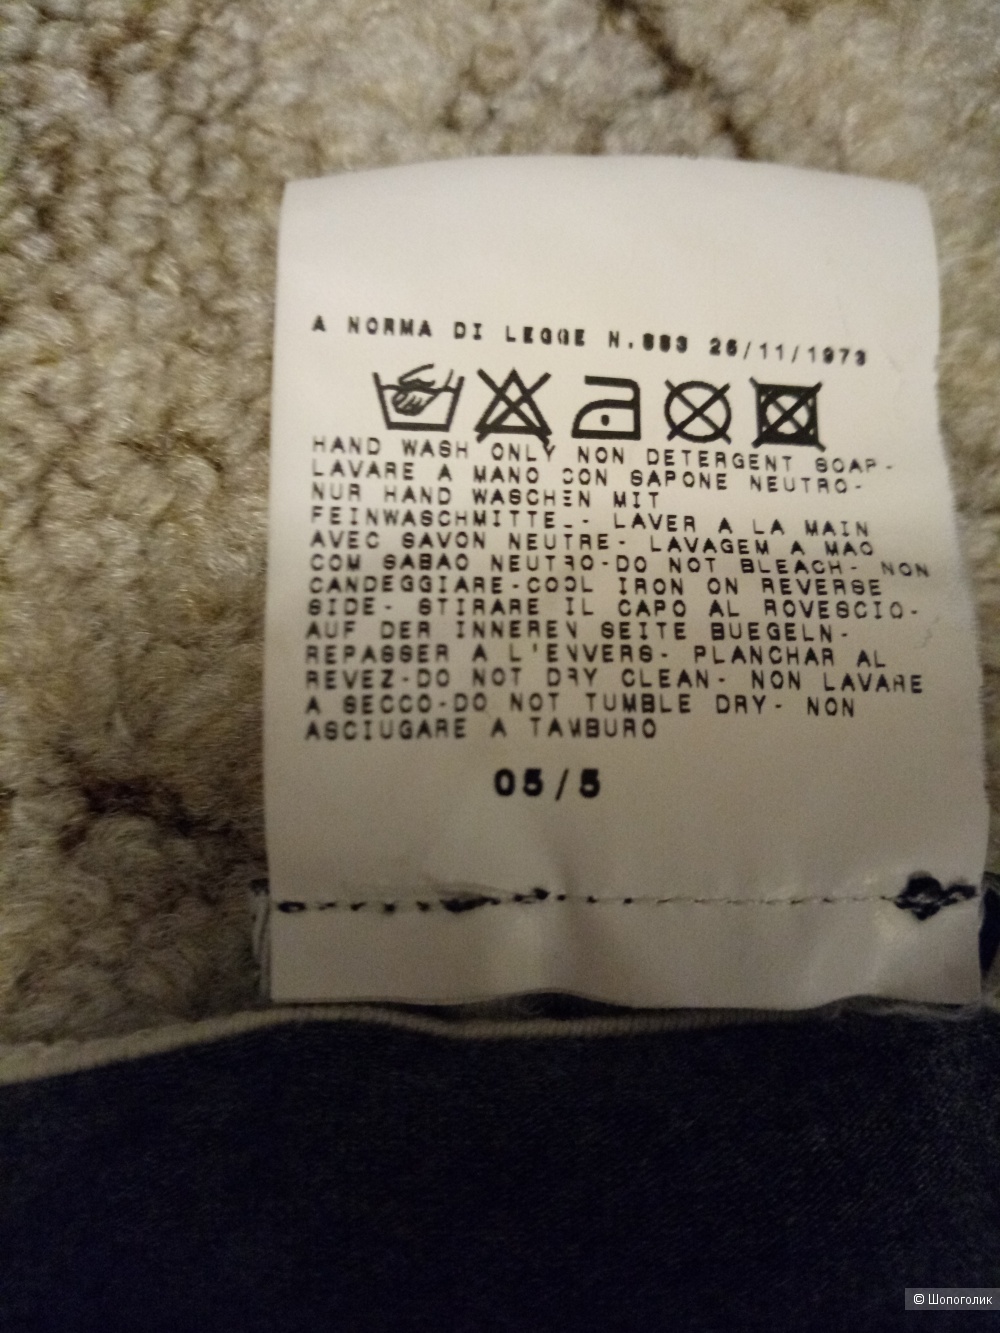 A NORMA DI LEGGE N.883 26/11/1973
HAND WASH ONLY NON DETERGENT SOAP-
LAVARE A MANO CON SAPONE NEUTRO-
NUR HAND WASCHEN MIT
FEINWASCHMITTEL- LAVER A LA MAIN
AVEC SAVON NEUTRE- LAVAGEM A MAO
COM SABAO NEUTRO-DO NOT BLEACH- NON
CANDEGGIARE-COOL IRON ON REVERSE
SIDE- STIRARE IL CAPO AL ROVESCIO-
AUF DER INNEREN SEITE BUEGELN-
REPASSER A L'ENVERS- PLANCHAR AL
REVEZ-DO NOT DRY CLEAN- NON LAVARE
A SECCO-DO NOT TUMBLE DRY- NON
ASCIUGARE A TAMBURO
05/5
© Шопоголик